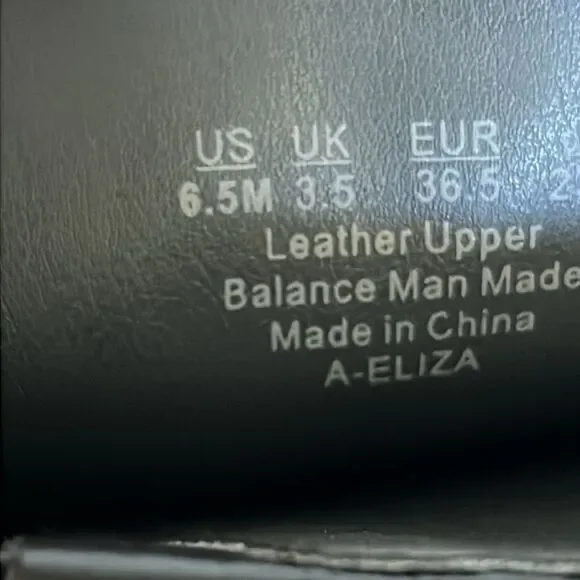 US UK EUR
6.5M 3.5 36.5
Leather Upper
Balance Man Made
Made in China
A-ELIZA